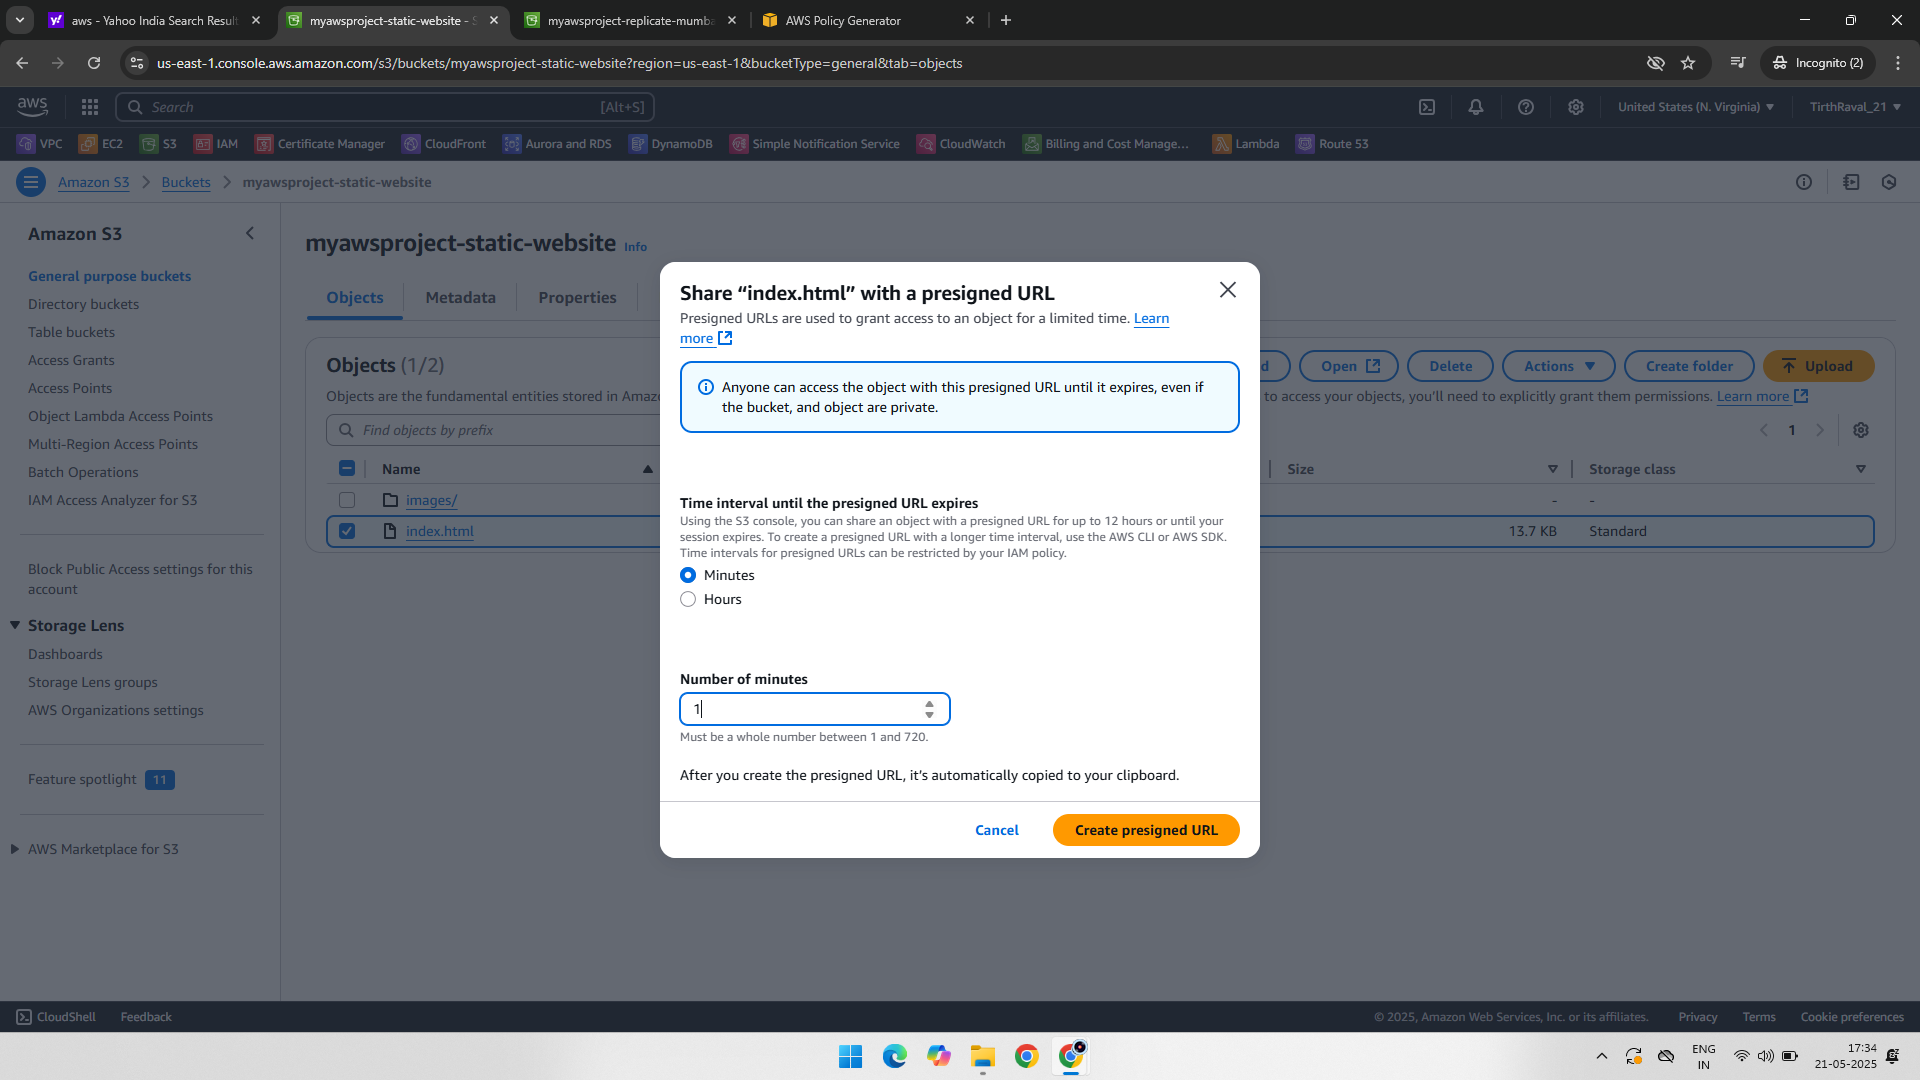 aws - Yahoo India Search Result
myawsproject-static-website - S
myawsproject-replicate-mumba
AWS Policy Generator
us-east-1.console.aws.amazon.com/s3/buckets/myawsproject-static-website?region=us-east-1&bucketType=general&tab=objects
Incognito (2)
aws
Search
[Alt+S]
United States (N. Virginia)
TirthRaval_21
VPC
EC2
S3
IAM
Certificate Manager
CloudFront
Aurora and RDS
DynamoDB
Simple Notification Service
CloudWatch
Billing and Cost Manage...
Lambda
Route 53
Amazon S3
Buckets
myawsproject-static-website
Amazon S3
General purpose buckets
Directory buckets
Table buckets
Access Grants
Access Points
Object Lambda Access Points
Multi-Region Access Points
Batch Operations
IAM Access Analyzer for S3
Block Public Access settings for this
account
Storage Lens
Dashboards
Storage Lens groups
AWS Organizations settings
Feature spotlight 11
AWS Marketplace for S3
myawsproject-static-website Info
Objects
Metadata
Properties
Objects (1/2)
Objects are the fundamental entities stored in Amazo
Find objects by prefix
Name
images/
index.html
d
Open
Delete
Actions
Create folder
Upload
to access your objects, you'll need to explicitly grant them permissions. Learn more
1
Size
Storage class
-
-
13.7 KB
Standard
Share “index.html” with a presigned URL
Presigned URLs are used to grant access to an object for a limited time. Learn
more
Anyone can access the object with this presigned URL until it expires, even if
the bucket, and object are private.
Time interval until the presigned URL expires
Using the S3 console, you can share an object with a presigned URL for up to 12 hours or until your
session expires. To create a presigned URL with a longer time interval, use the AWS CLI or AWS SDK.
Time intervals for presigned URLs can be restricted by your IAM policy.
Minutes
Hours
Number of minutes
1
Must be a whole number between 1 and 720.
After you create the presigned URL, it's automatically copied to your clipboard.
Cancel
Create presigned URL
CloudShell
Feedback
© 2025, Amazon Web Services, Inc. or its affiliates.
Privacy
Terms
Cookie preferences
ENG
IN
17:34
21-05-2025